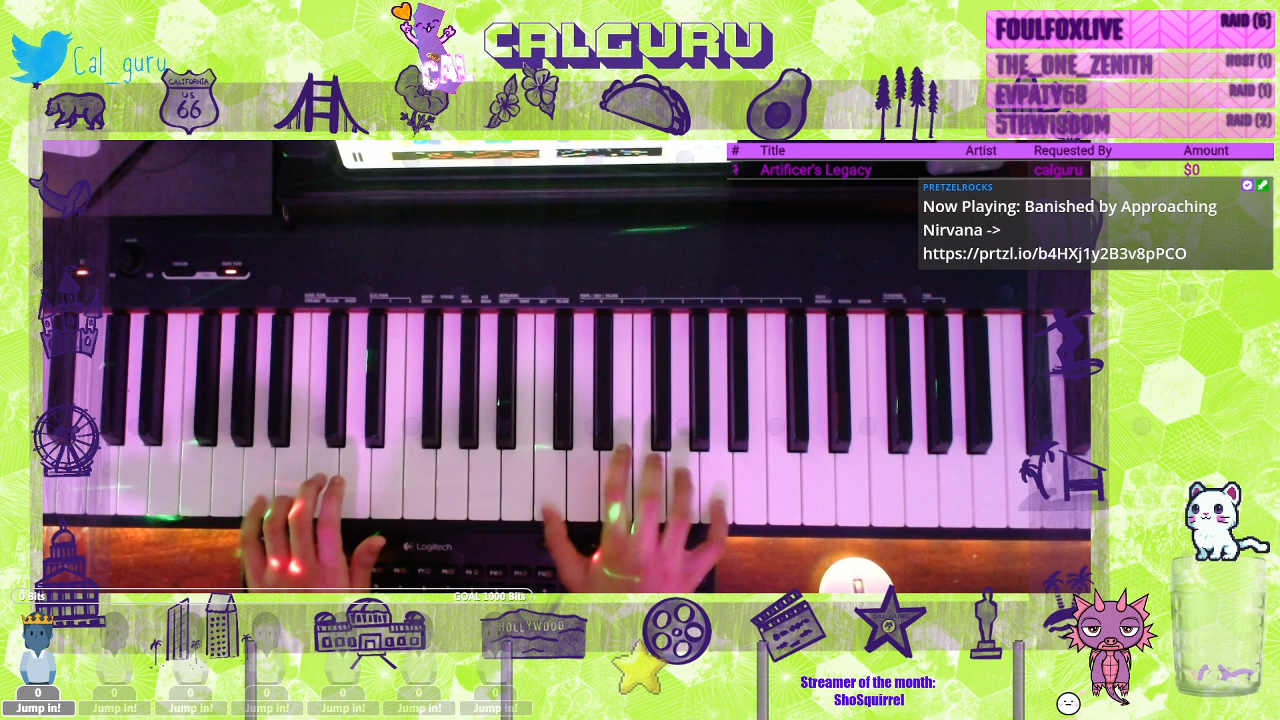 Cal_guru
CALIFORNIA
US
66
CAL
CALGURU
FOULFOXLIVE
RAID (6)
THE_ONE_ZENITH
HOST (1)
EVPATY68
RAID (1)
5THWISDOM
RAID (2)
# Title Artist Requested By Amount
1 Artificer's Legacy calguru $0
PRETZELROCKS
Now Playing: Banished by Approaching
Nirvana ->
https://prtzl.io/b4HXj1y2B3v8pPCO
Logitech
0 Bits
GOAL 1000 Bits
HOLLYWOOD
CALGURU
0 0 0 0 0 0 0
Jump in! Jump in! Jump in! Jump in! Jump in! Jump in! Jump in!
Streamer of the month:
ShoSquirrel